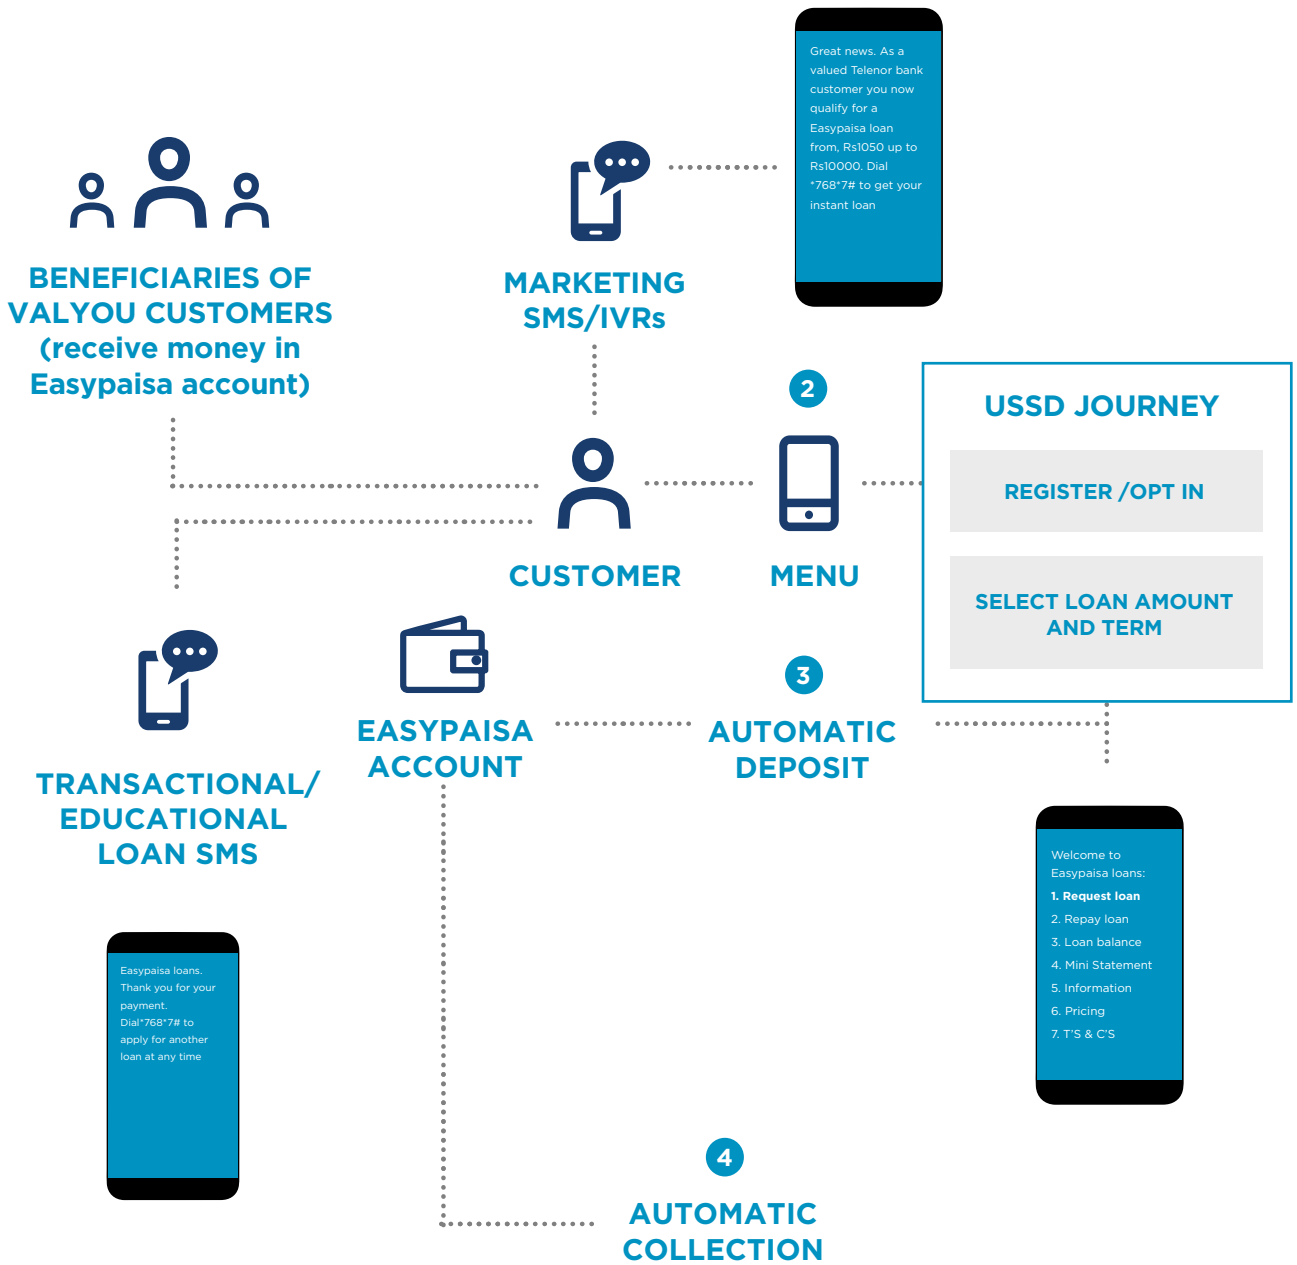 Great news. As a
valued Telenor bank
customer you now
qualify for a
Easypaisa loan
from, Rs1050 up to
Rs10000. Dial
*768*7# to get your
instant loan
BENEFICIARIES OF
VALYOU CUSTOMERS
(receive money in
Easypaisa account)
MARKETING
SMS/IVRs
2
USSD JOURNEY
REGISTER /OPT IN
SELECT LOAN AMOUNT
AND TERM
CUSTOMER
MENU
3
EASYPAISA
ACCOUNT
AUTOMATIC
DEPOSIT
TRANSACTIONAL/
EDUCATIONAL
LOAN SMS
Welcome to
Easypaisa loans:
1. Request loan
2. Repay loan
3. Loan balance
4. Mini Statement
5. Information
6. Pricing
7. T'S & C'S
Easypaisa loans.
Thank you for your
payment.
Dial*768*7# to
apply for another
loan at any time
4
AUTOMATIC
COLLECTION